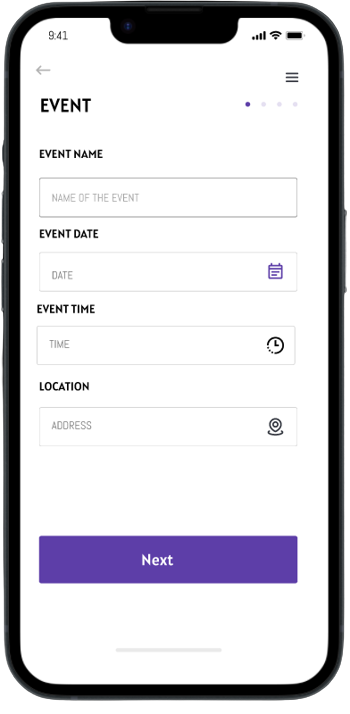 9:41
EVENT
EVENT NAME
NAME OF THE EVENT
EVENT DATE
DATE
EVENT TIME
TIME
LOCATION
ADDRESS
Next